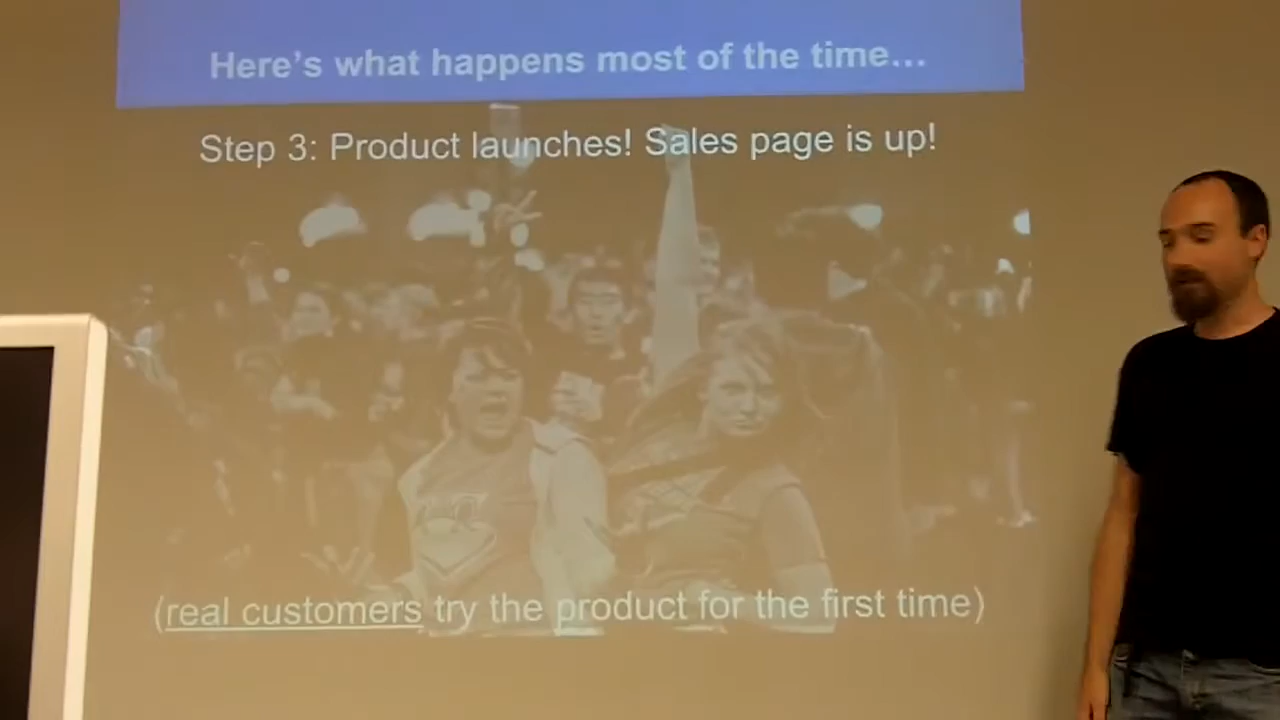 Here's what happens most of the time...
Step 3: Product launches! Sales page is up!
(real customers try the product for the first time)